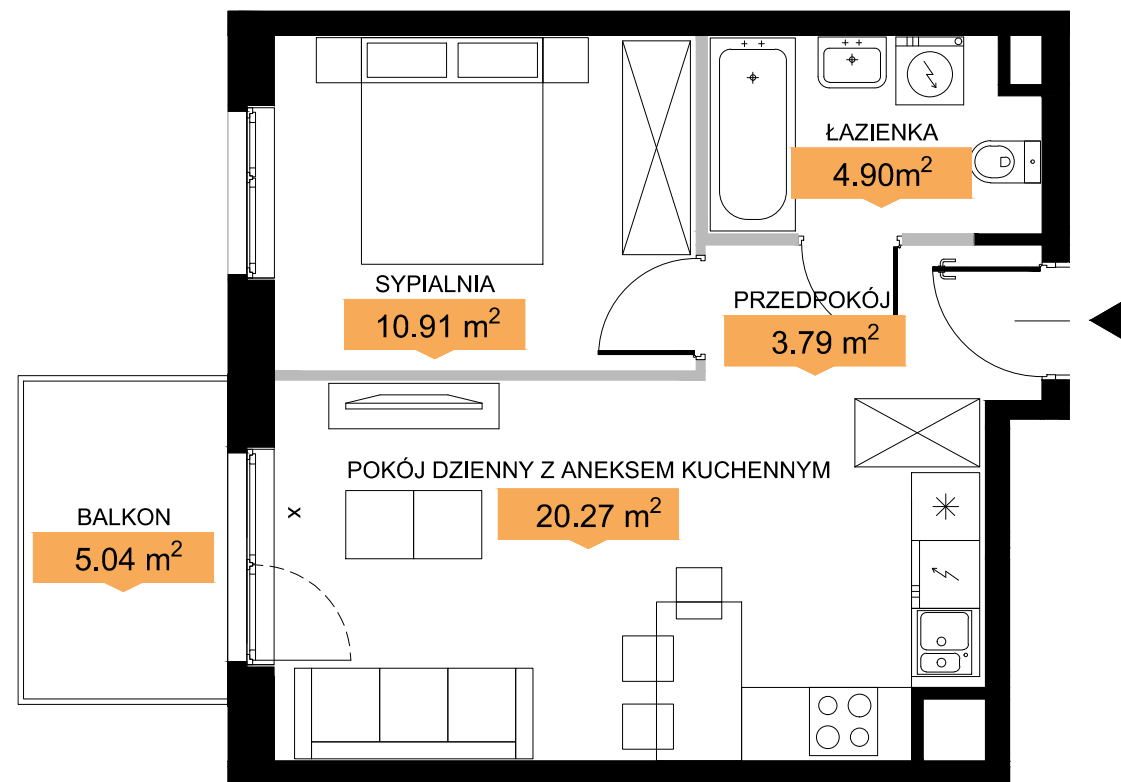 ŁAZIENKA
4.90m²
SYPIALNIA
10.91 m²
PRZEDPOKÓJ
3.79 m²
POKÓJ DZIENNY Z ANEKSEM KUCHENNYM
20.27 m²
x
BALKON
5.04 m²